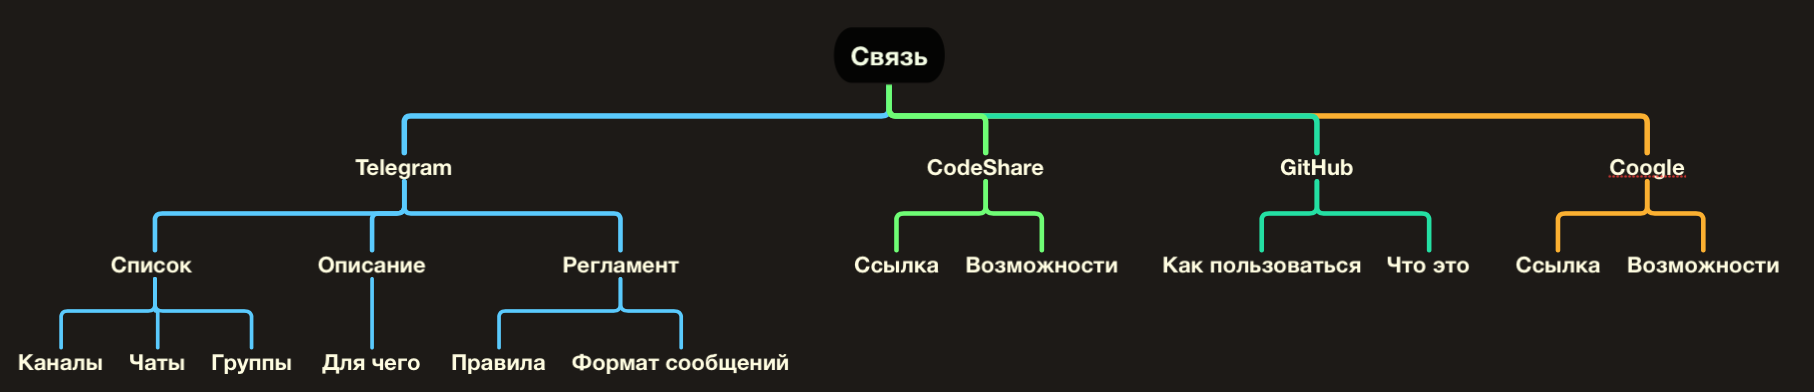 Связь
Telegram
CodeShare
GitHub
Coogle
Список
Описание
Регламент
Ссылка
Возможности
Как пользоваться
Что это
Ссылка
Возможности
Каналы
Чаты
Группы
Для чего
Правила
Формат сообщений